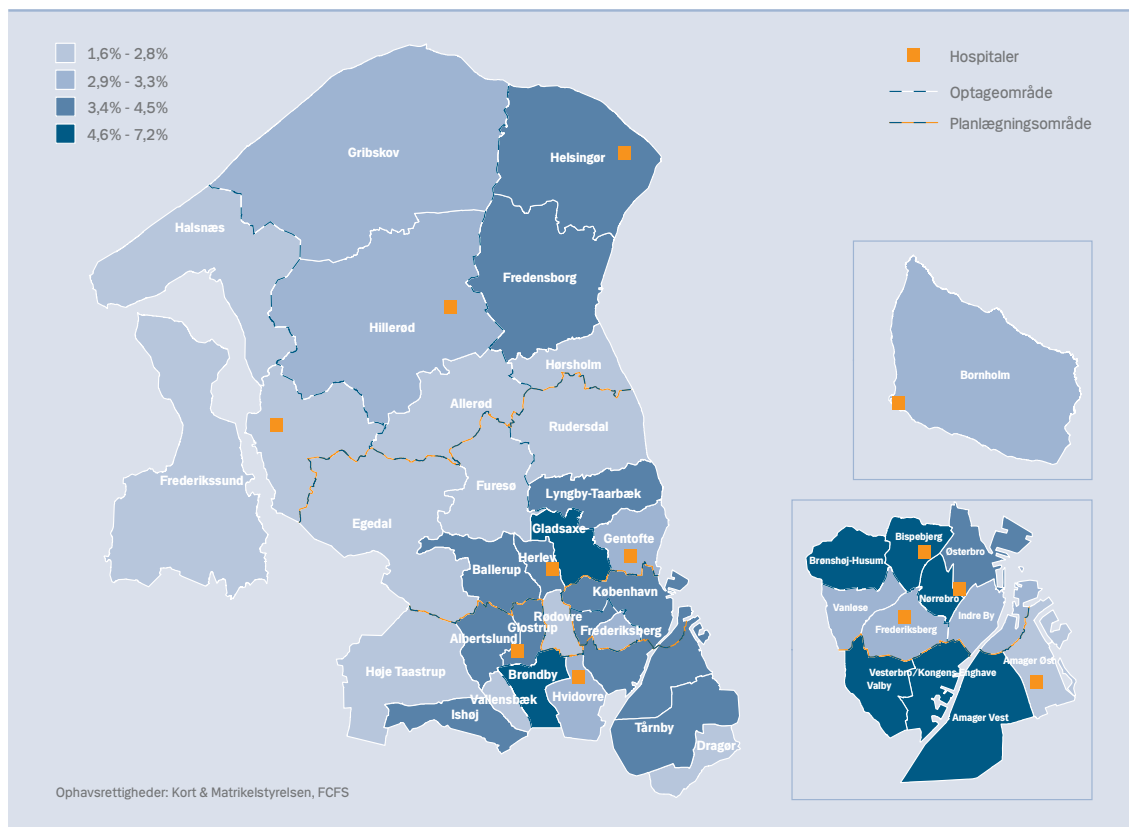 1,6% - 2,8%
2,9% - 3,3%
3,4% - 4,5%
4,6% - 7,2%
Hospitaler
Optageområde
Planlægningsområde
Gribskov
Helsingør
Halsnæs
Fredensborg
Hillerød
Hørsholm
Allerød
Rudersdal
Frederikssund
Furesø
Egedal
Lyngby-Taarbæk
Gladsaxe
Gentofte
Herlev
Ballerup
København
Rødovre
Glostrup
Frederiksberg
Albertslund
Høje Taastrup
Brøndby
Vallensbæk
Hvidovre
Ishøj
Tårnby
Dragør
Bornholm
Bispebjerg
Østerbro
Brønshøj-Husum
Nørrebro
Vanløse
Indre By
Frederiksberg
Amager Øst
Vesterbro/Kongens Enghave
Valby
Amager Vest
Ophavsrettigheder: Kort & Matrikelstyrelsen, FCFS